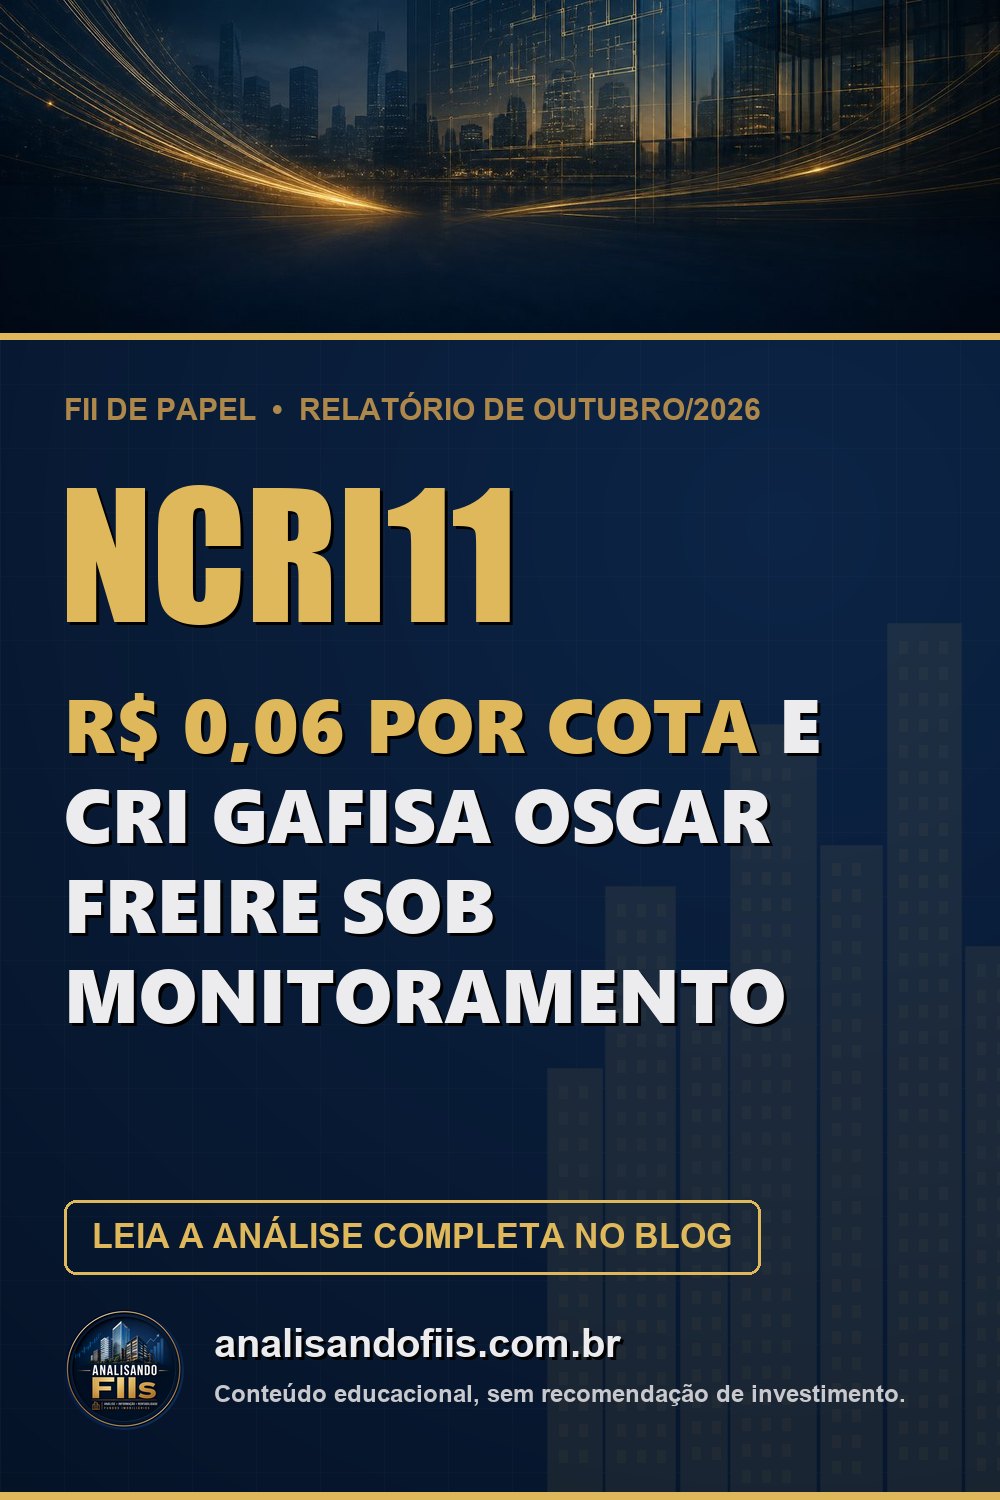 FII DE PAPEL • RELATÓRIO DE OUTUBRO/2026
NCRI11
R$ 0,06 POR COTA E
CRI GAFISA OSCAR
FREIRE SOB
MONITORAMENTO
LEIA A ANÁLISE COMPLETA NO BLOG
ANALISANDO
FIIs
analisandofiis.com.br
Conteúdo educacional, sem recomendação de investimento.